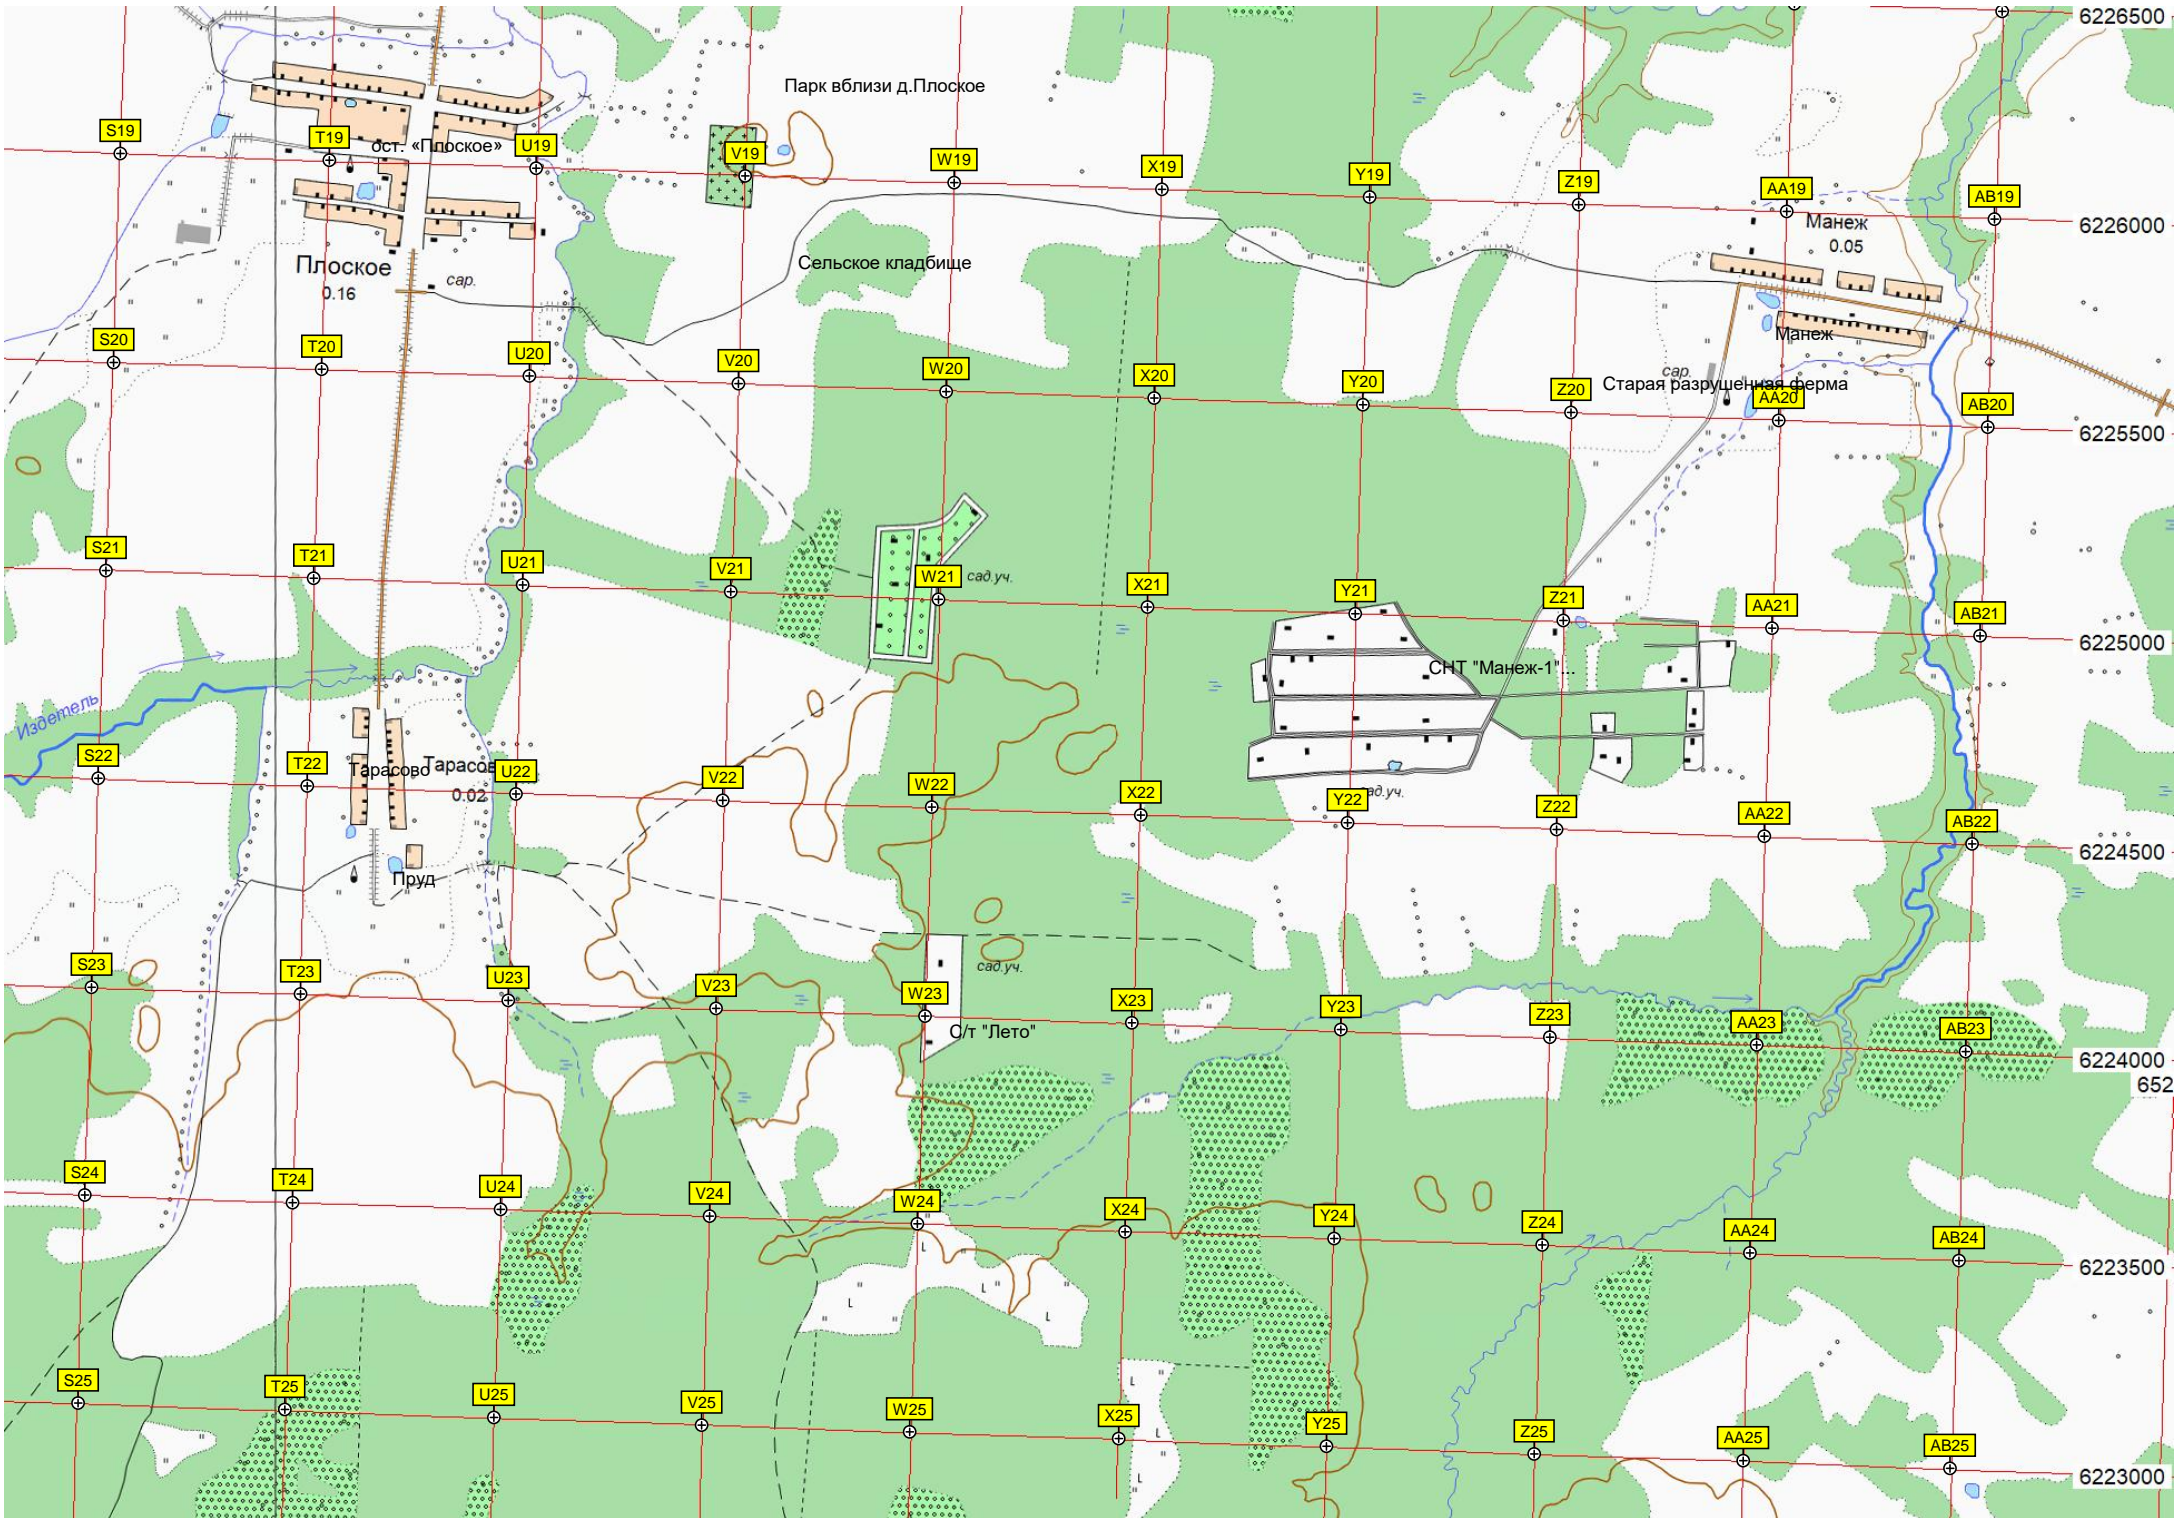 6226500
Парк вблизи д.Плоское
S19
T19
ост. «Плоское»
U19
V19
W19
X19
Y19
Z19
AA19
AB19
Манеж
0.05
6226000
Плоское
0.16
сар.
Сельское кладбище
Манеж
S20
T20
U20
V20
W20
X20
Y20
Z20
сар.
Старая разрушенная ферма
AA20
AB20
6225500
S21
T21
U21
V21
W21
сад.уч.
X21
Y21
Z21
AA21
AB21
6225000
СНТ "Манеж-1"...
Издетель
S22
T22
Тарасово
Тарасов
0.02
U22
V22
W22
X22
Y22
ад.уч.
Z22
AA22
AB22
6224500
Пруд
S23
T23
U23
V23
W23
сад.уч.
С/т "Лето"
X23
Y23
Z23
AA23
AB23
6224000
652
S24
T24
U24
V24
W24
X24
Y24
Z24
AA24
AB24
6223500
S25
T25
U25
V25
W25
X25
Y25
Z25
AA25
AB25
6223000